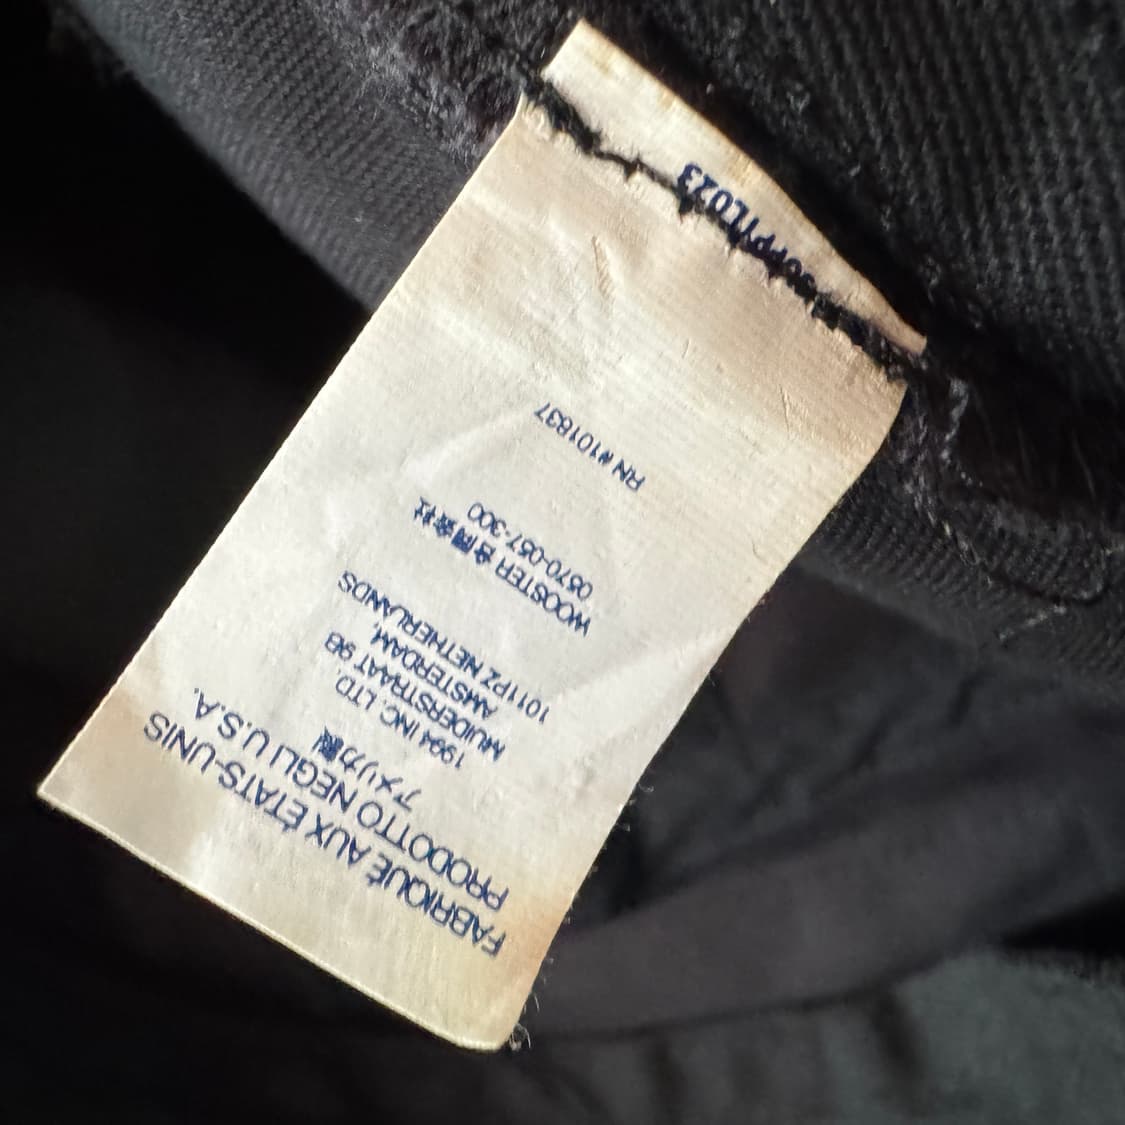 FABRIQUÉ AUX ÉTATS-UNIS
PRODOTTO NEGLI U.S.A.
アメリカ製
1994 INC. LTD.
MUIDERSTRAAT 9B
AMSTERDAM,
1011PZ NETHERLANDS
WOOSTER 合同会社
0570-057-300
RN #101837